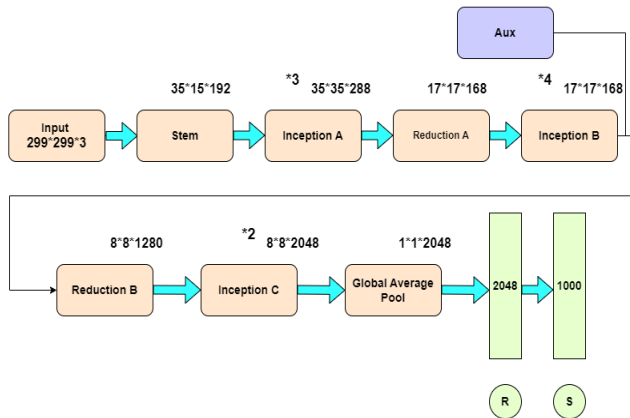 Aux
35*15*192
*3
35*35*288
17*17*168
*4
17*17*168
Input
299*299*3
Stem
Inception A
Reduction A
Inception B
8*8*1280
*2
8*8*2048
1*1*2048
Reduction B
Inception C
Global Average
Pool
2048
1000
R
S